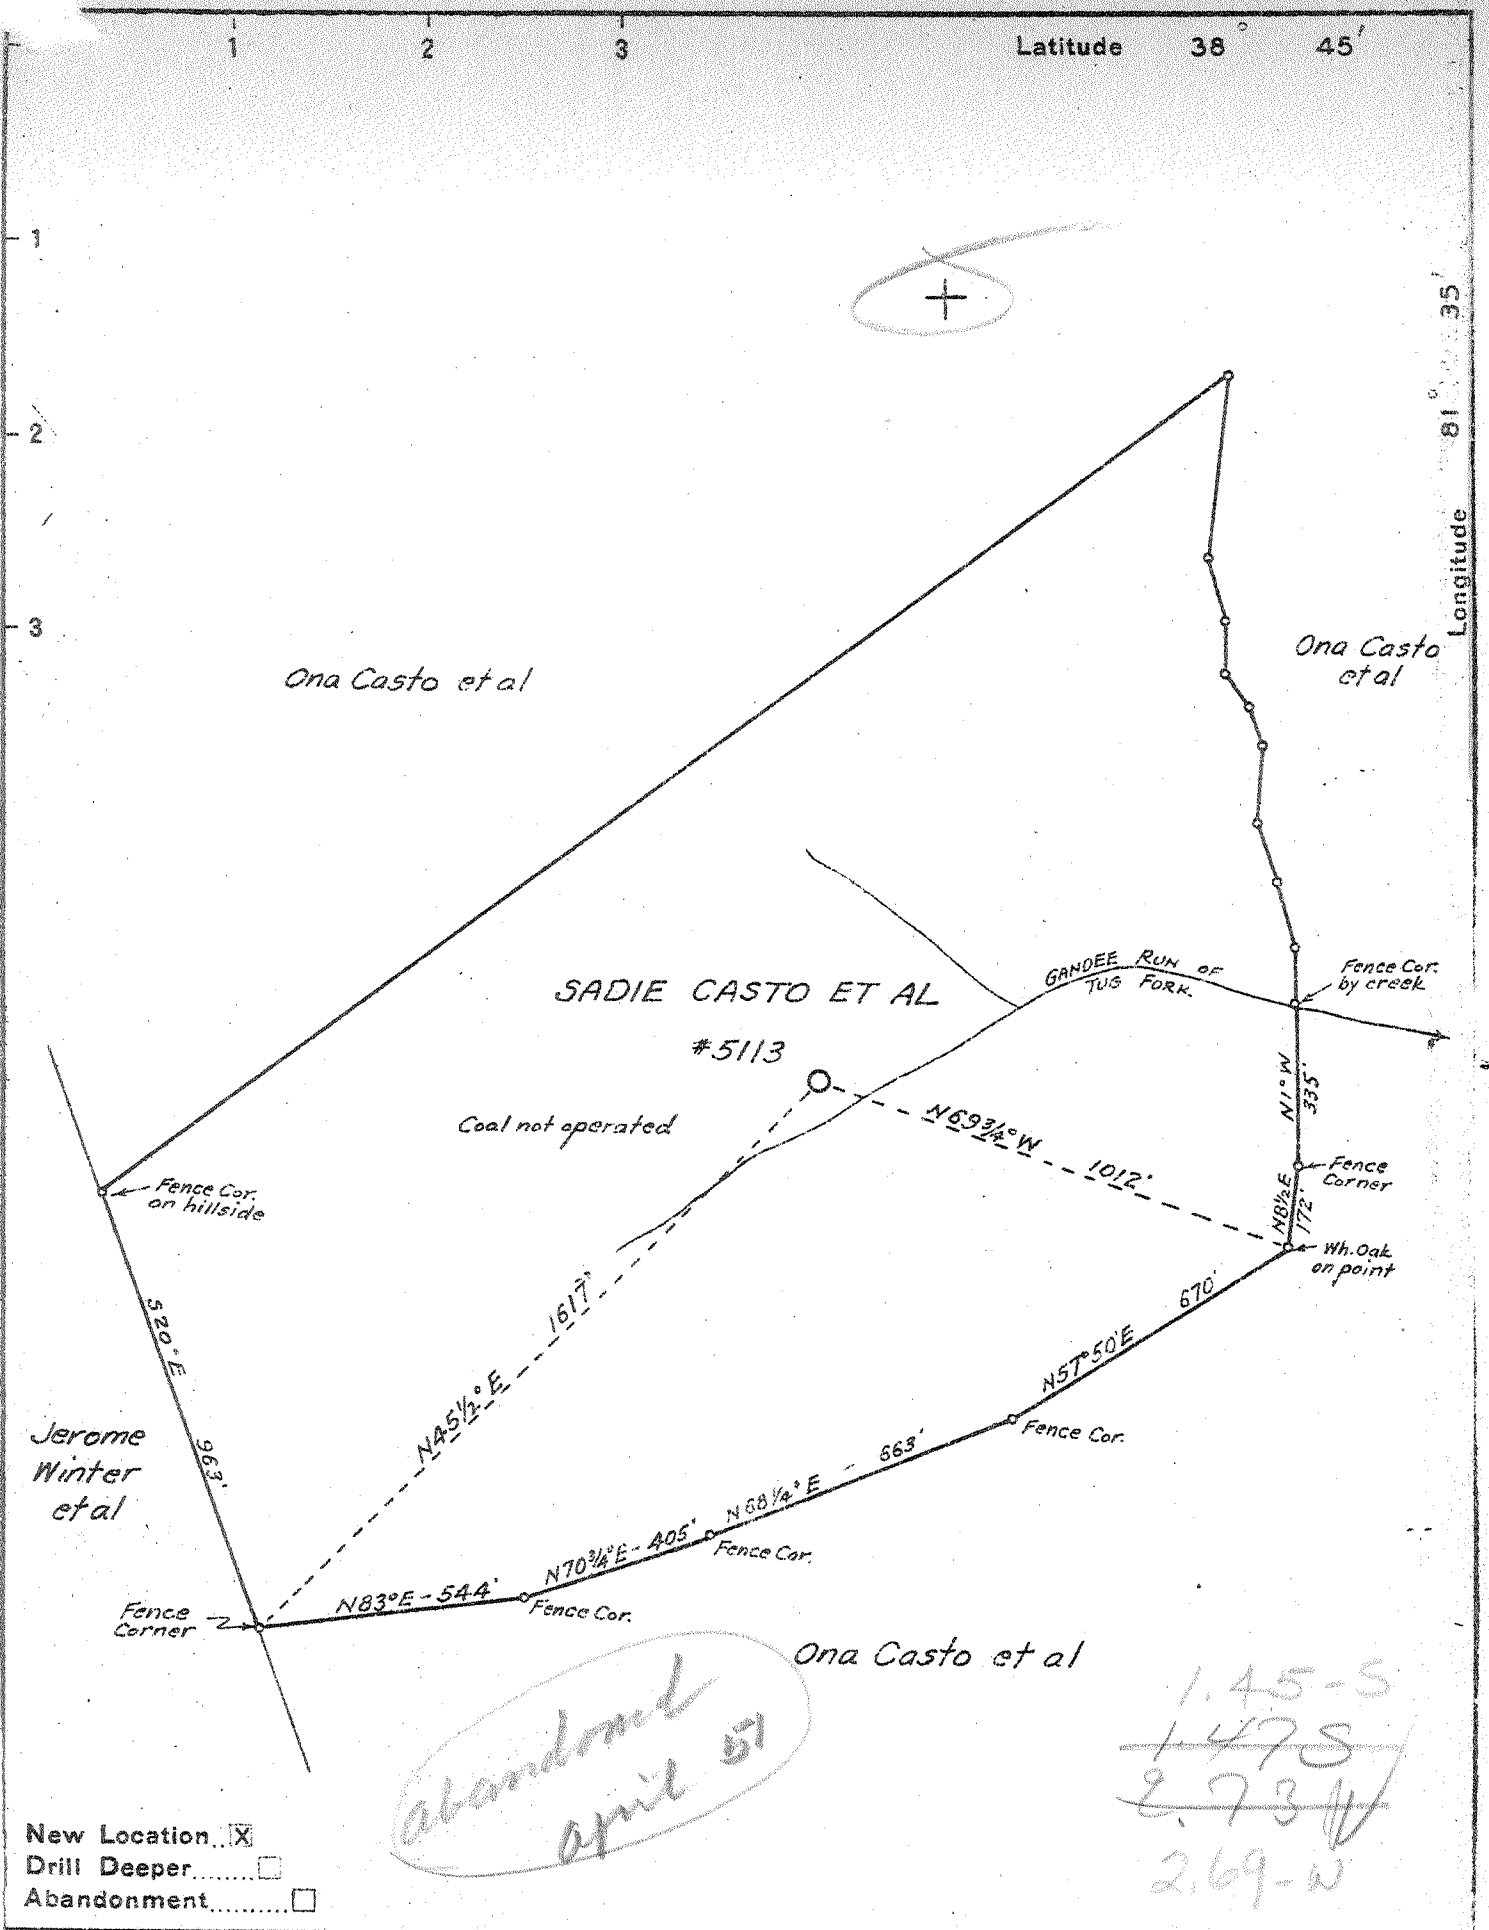 1 2 3 Latitude 38° 45'
1
2
3
Longitude 81° 35'
Ona Casto et al
Ona Casto
et al
SADIE CASTO ET AL
#5113
GANDEE RUN OF
TUG FORK.
Fence Cor.
by creek
Coal not operated
N69¾°W 1012'
N1°W
335'
Fence
Corner
N8½E
172'
Wh. Oak
on point
Fence Cor.
on hillside
S20°E 963'
N45½°E 1617'
N57°50'E 670'
Fence Cor.
Jerome
Winter
et al
N68¼°E - 663'
Fence Cor.
N70¾°E - 405'
Fence Cor.
N83°E - 544'
Fence
Corner
Ona Casto et al
abandond
april 51
1.45-S
1.47S
2.73W
2.69-W
New Location..X
Drill Deeper........
Abandonment..........